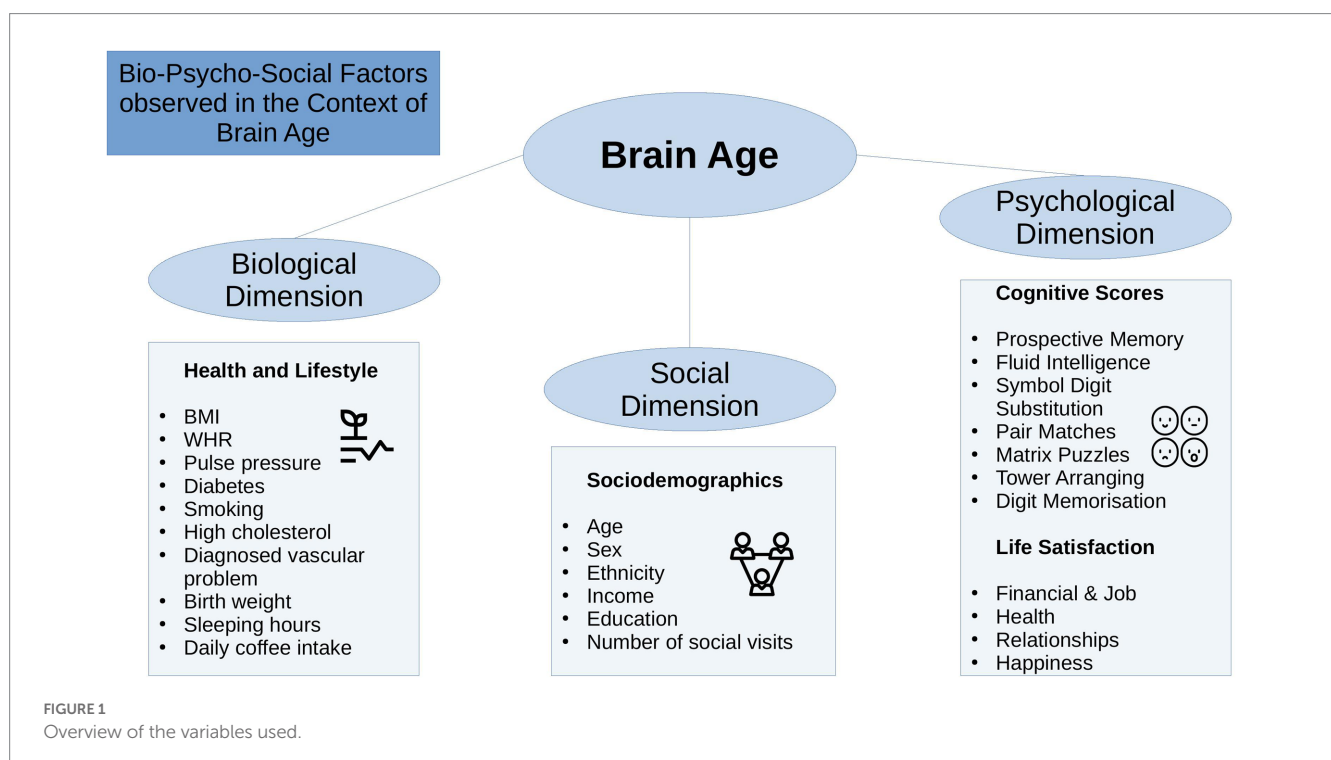 Bio-Psycho-Social Factors
observed in the Context of
Brain Age
Brain Age
Biological
Dimension
Health and Lifestyle
• BMI
• WHR
• Pulse pressure
• Diabetes
• Smoking
• High cholesterol
• Diagnosed vascular
problem
• Birth weight
• Sleeping hours
• Daily coffee intake
Social
Dimension
Sociodemographics
• Age
• Sex
• Ethnicity
• Income
• Education
• Number of social visits
Psychological
Dimension
Cognitive Scores
• Prospective Memory
• Fluid Intelligence
• Symbol Digit
Substitution
• Pair Matches
• Matrix Puzzles
• Tower Arranging
• Digit Memorisation
Life Satisfaction
• Financial & Job
• Health
• Relationships
• Happiness
FIGURE 1
Overview of the variables used.